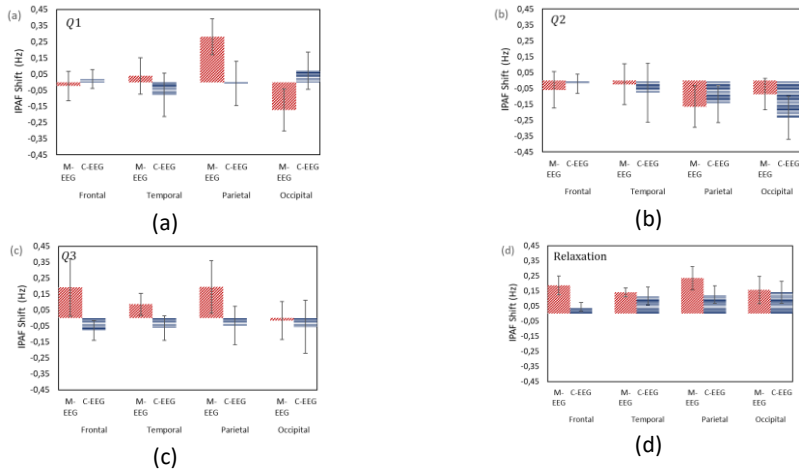 (a)
Q1
IPAF Shift (Hz)
0,45
0,35
0,25
0,15
0,05
-0,05
-0,15
-0,25
-0,35
-0,45
M-EEG C-EEG M-EEG C-EEG M-EEG C-EEG M-EEG C-EEG
Frontal Temporal Parietal Occipital
(a)
(b)
Q2
IPAF Shift (Hz)
0,45
0,35
0,25
0,15
0,05
-0,05
-0,15
-0,25
-0,35
-0,45
M-EEG C-EEG M-EEG C-EEG M-EEG C-EEG M-EEG C-EEG
Frontal Temporal Parietal Occipital
(b)
(c)
Q3
IPAF Shift (Hz)
0,45
0,35
0,25
0,15
0,05
-0,05
-0,15
-0,25
-0,35
-0,45
M-EEG C-EEG M-EEG C-EEG M-EEG C-EEG M-EEG C-EEG
Frontal Temporal Parietal Occipital
(c)
(d)
Relaxation
IPAF Shift (Hz)
0,45
0,35
0,25
0,15
0,05
-0,05
-0,15
-0,25
-0,35
-0,45
M-EEG C-EEG M-EEG C-EEG M-EEG C-EEG M-EEG C-EEG
Frontal Temporal Parietal Occipital
(d)